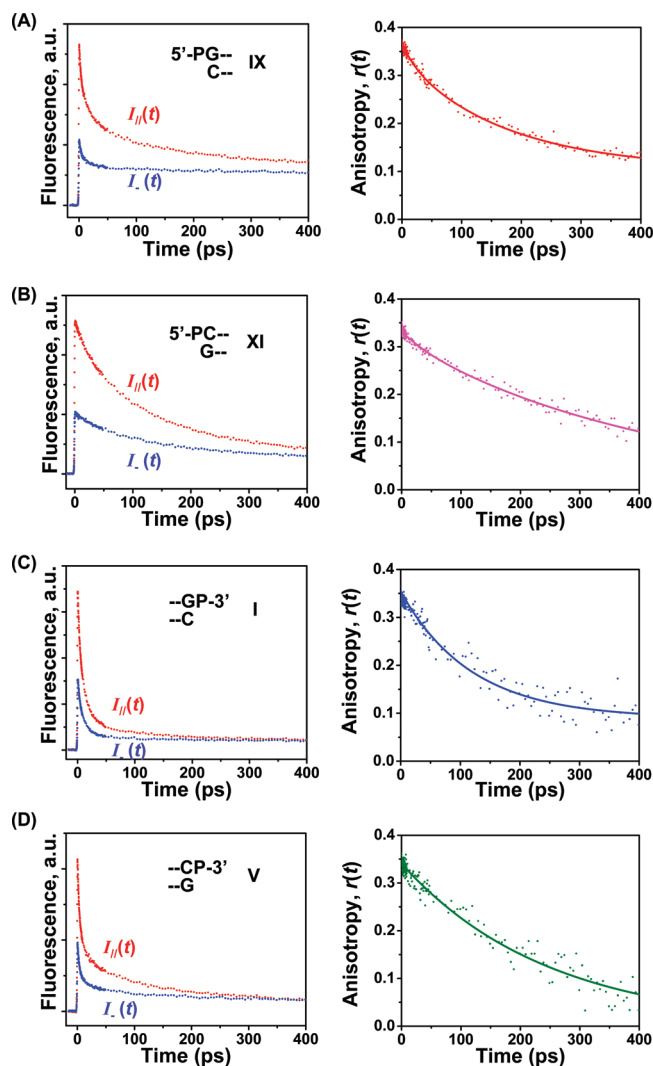 (A)
Fluorescence, a.u.
5'-PG-- IX
C--
I//(t)
I-(t)
0 100 200 300 400
Time (ps)
Anisotropy, r(t)
0.4
0.3
0.2
0.1
0.0
0 100 200 300 400
Time (ps)
(B)
Fluorescence, a.u.
5'-PC-- XI
G--
I//(t)
I-(t)
0 100 200 300 400
Time (ps)
Anisotropy, r(t)
0.4
0.3
0.2
0.1
0.0
0 100 200 300 400
Time (ps)
(C)
Fluorescence, a.u.
--GP-3' I
--C
I//(t)
I-(t)
0 100 200 300 400
Time (ps)
Anisotropy, r(t)
0.4
0.3
0.2
0.1
0.0
0 100 200 300 400
Time (ps)
(D)
Fluorescence, a.u.
--CP-3' V
--G
I//(t)
I-(t)
0 100 200 300 400
Time (ps)
Anisotropy, r(t)
0.4
0.3
0.2
0.1
0.0
0 100 200 300 400
Time (ps)